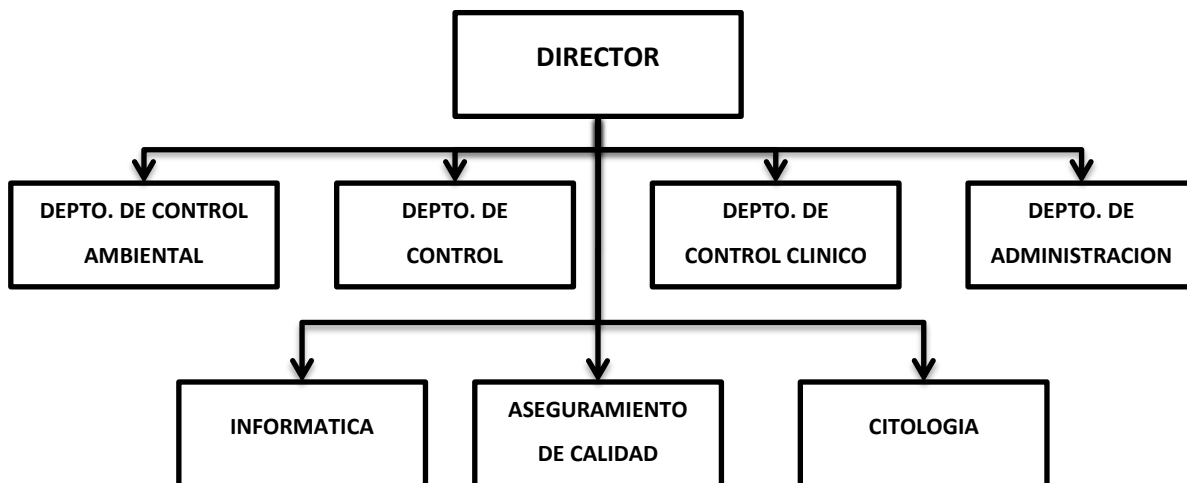 DIRECTOR
DEPTO. DE CONTROL
AMBIENTAL
DEPTO. DE
CONTROL
DEPTO. DE
CONTROL CLINICO
DEPTO. DE
ADMINISTRACION
INFORMATICA
ASEGURAMIENTO
DE CALIDAD
CITOLOGIA